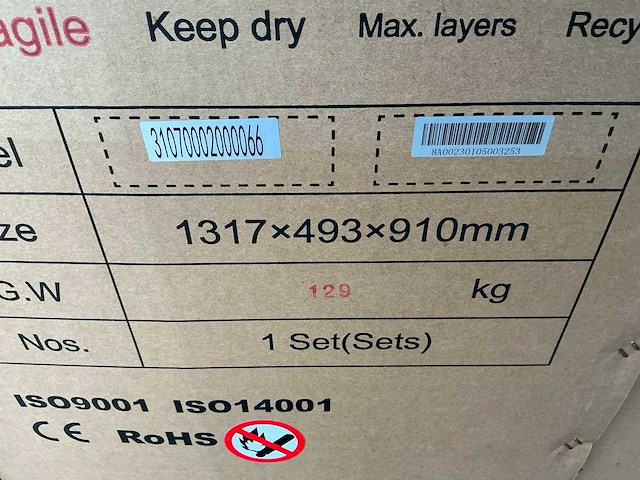 agile Keep dry Max. layers Recy
el 31070002000066 8A00230105003253
ze 1317×493×910mm
G.W 129 kg
Nos. 1 Set(Sets)
ISO9001 ISO14001
CE RoHS